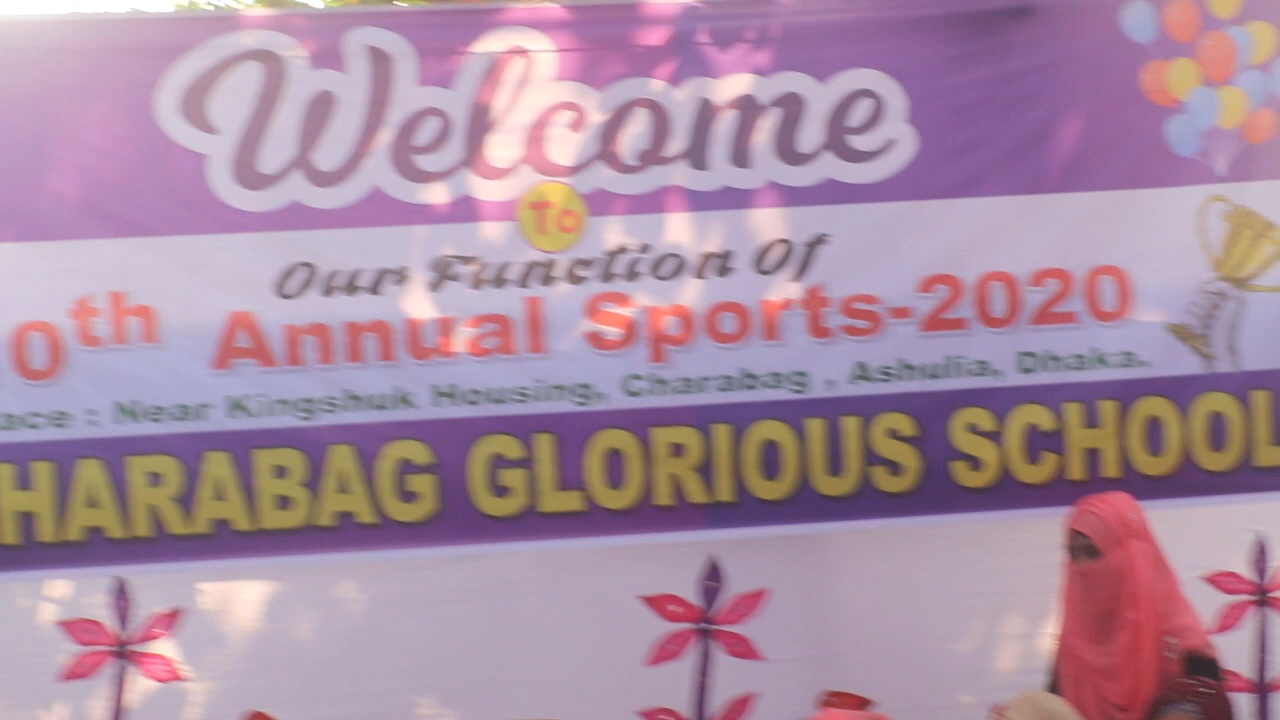 Welcome
To
Our Function Of
0th Annual Sports-2020
ace : Near Kingshuk Housing, Charabag , Ashulia, Dhaka.
HARABAG GLORIOUS SCHOOL